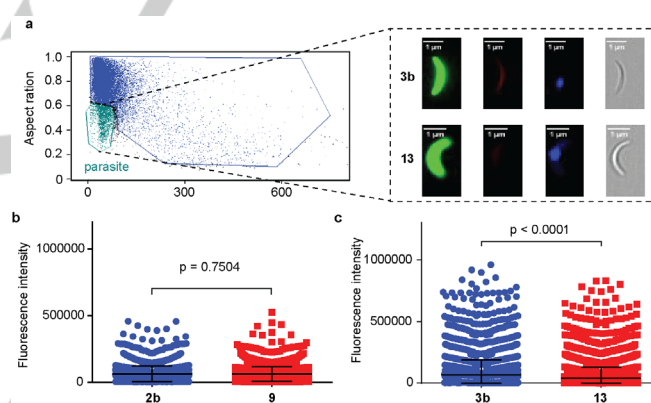 a
Aspect ration
1.0
0.8
0.6
0.4
0.2
0
0
300
600
parasite
3b
1 µm
1 µm
1 µm
1 µm
13
1 µm
1 µm
1 µm
1 µm
b
Fluorescence intensity
1000000
500000
0
p = 0.7504
2b
9
c
Fluorescence intensity
1000000
500000
0
p < 0.0001
3b
13